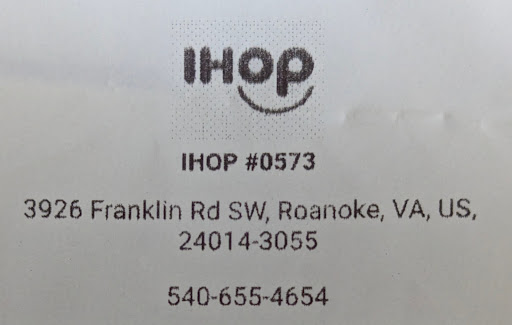 IHOP
IHOP #0573
3926 Franklin Rd SW, Roanoke, VA, US,
24014-3055
540-655-4654